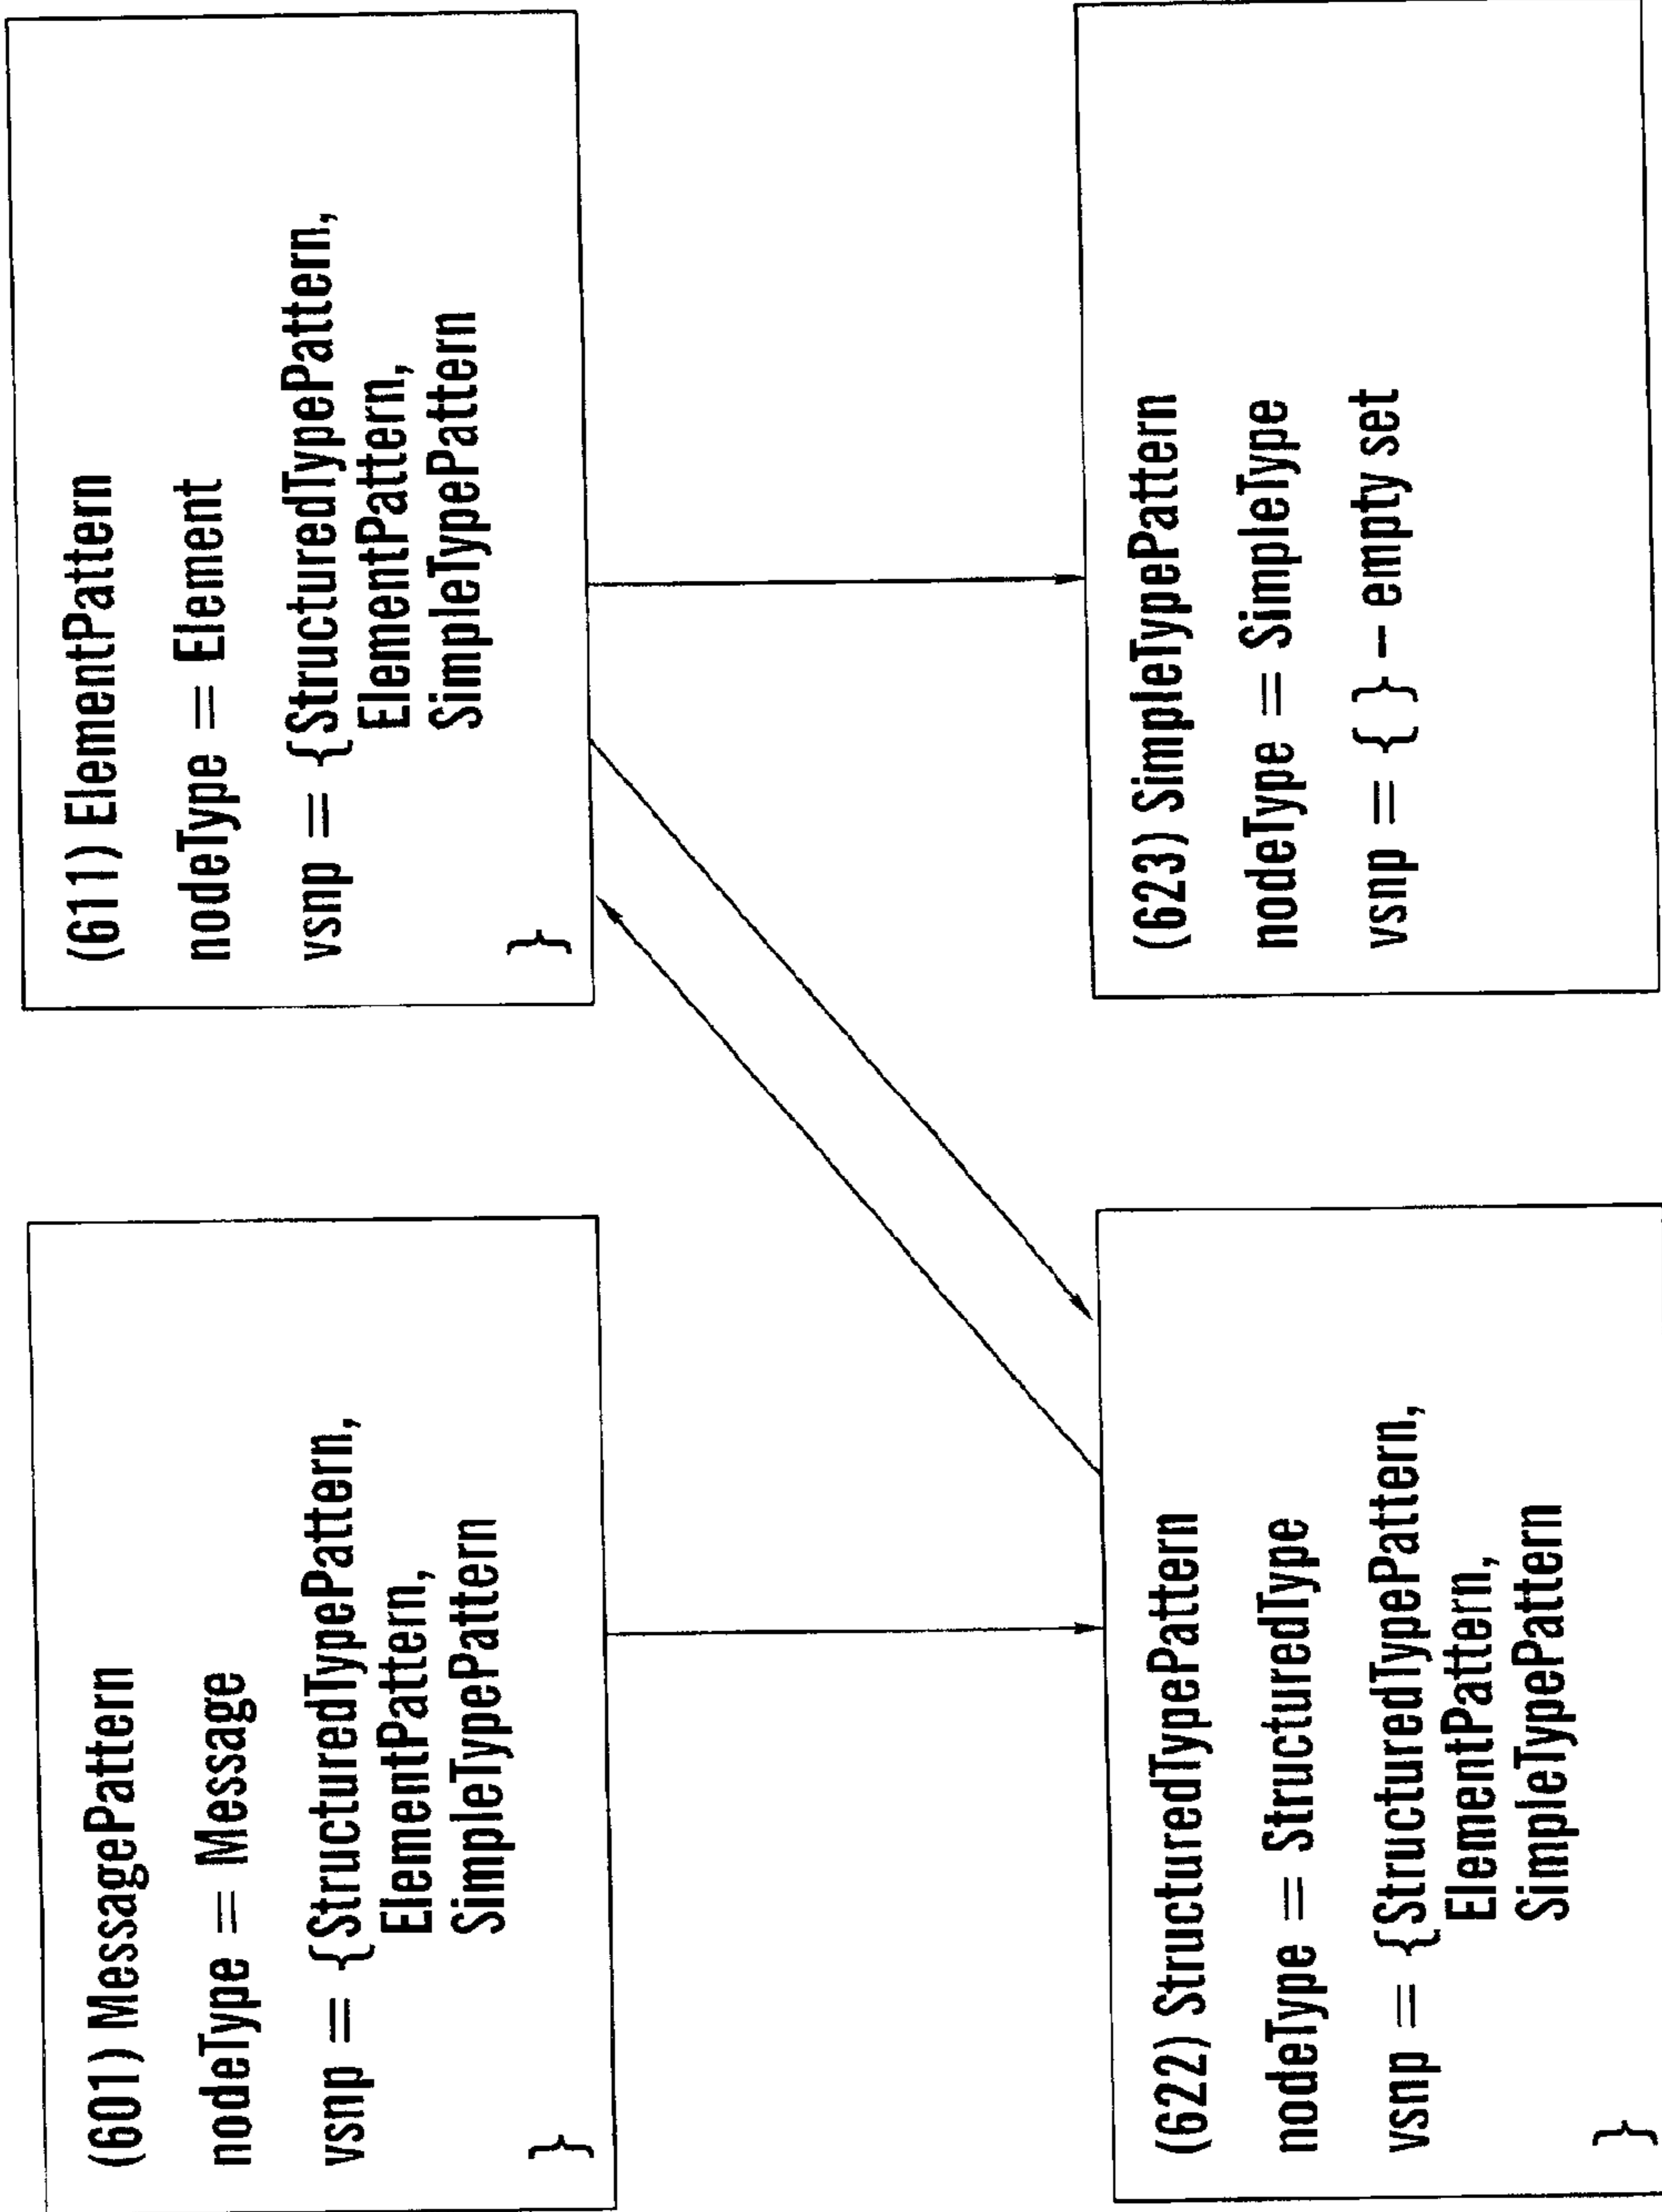 (601) MessagePattern
nodeType = Message
vsnp = {StructuredTypePattern,
ElementPattern,
SimpleTypePattern
}
(611) ElementPattern
nodeType = Element
vsnp = {StructuredTypePattern,
ElementPattern,
SimpleTypePattern
}
(622) StructuredTypePattern
nodeType = StructuredType
vsnp = {StructuredTypePattern,
ElementPattern,
SimpleTypePattern
}
(623) SimpleTypePattern
nodeType = SimpleType
vsnp = { } – empty set